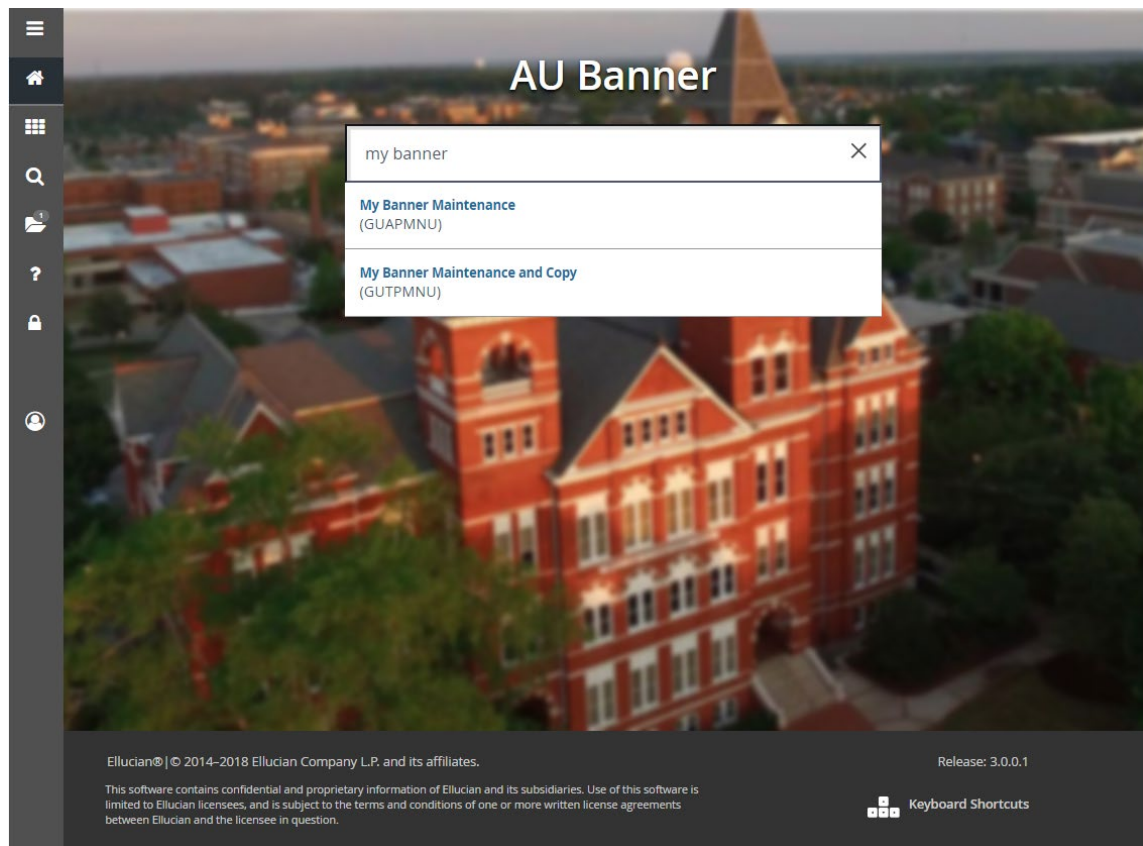 AU Banner
my banner
My Banner Maintenance
(GUAPMNU)
My Banner Maintenance and Copy
(GUTPMNU)
1
?
Ellucian®|© 2014–2018 Ellucian Company L.P. and its affiliates.
Release: 3.0.0.1
This software contains confidential and proprietary information of Ellucian and its subsidiaries. Use of this software is
limited to Ellucian licensees, and is subject to the terms and conditions of one or more written license agreements
between Ellucian and the licensee in question.
Keyboard Shortcuts